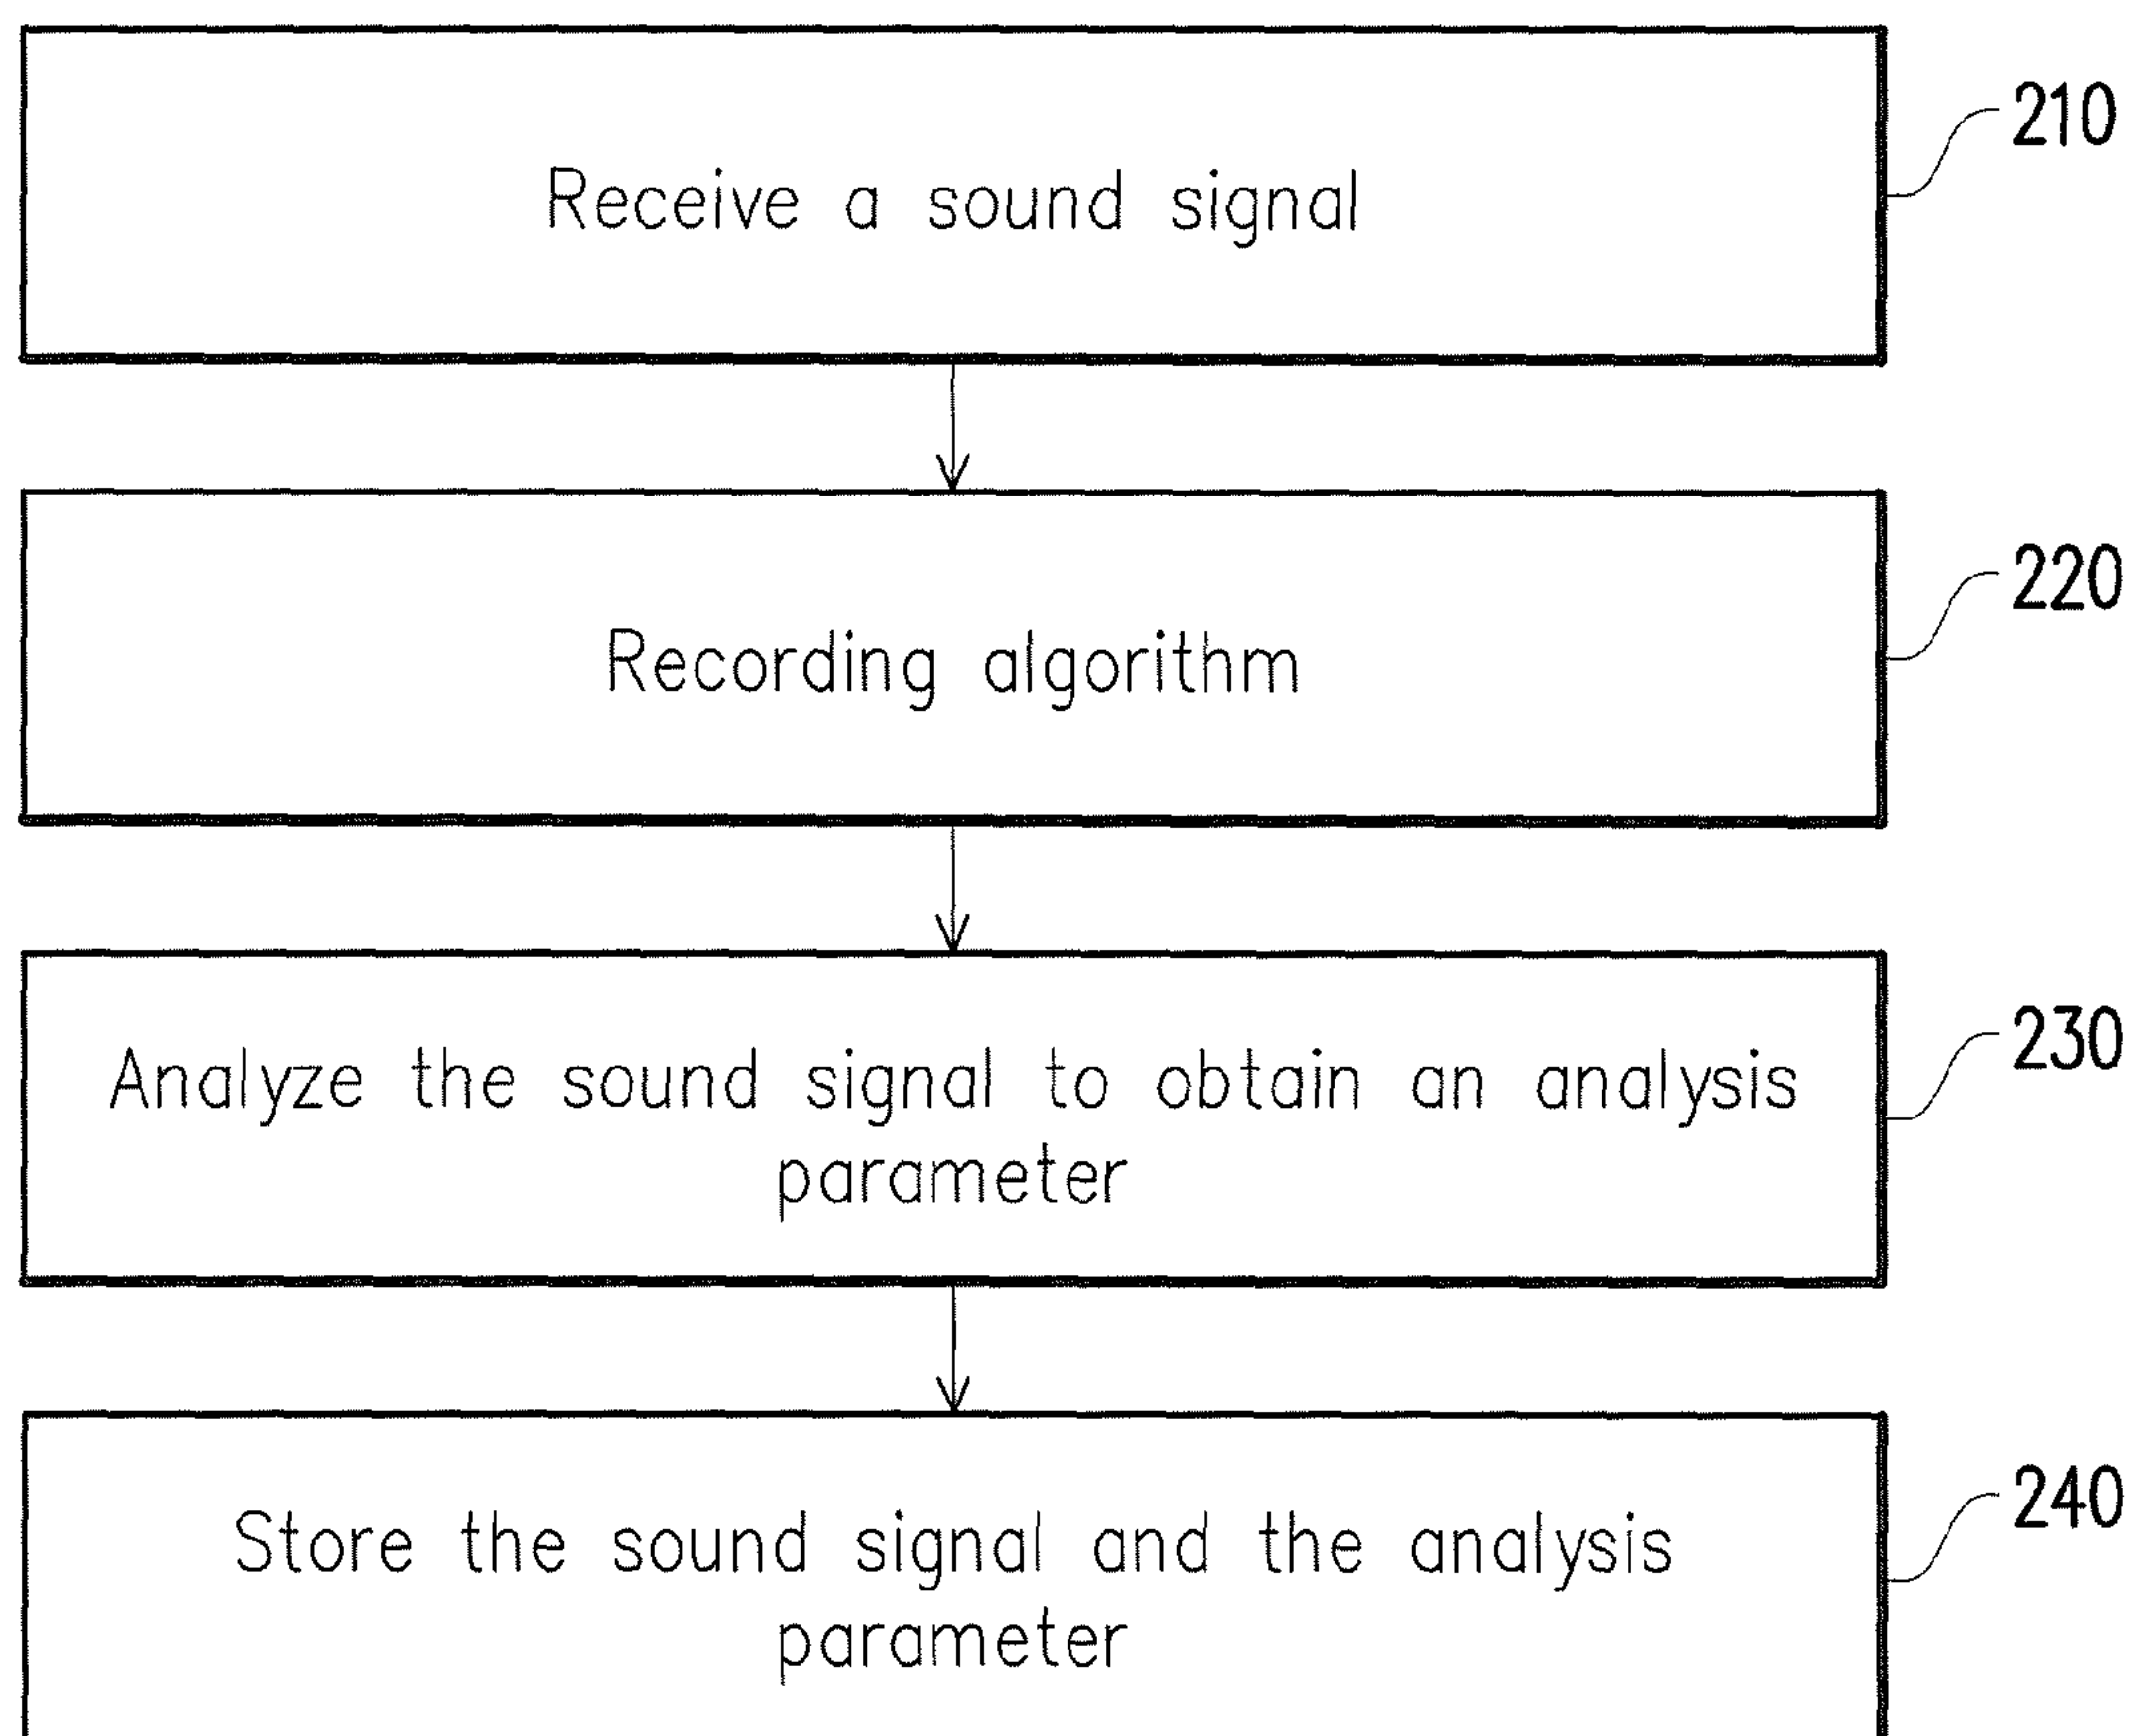 210
Receive a sound signal
220
Recording algorithm
230
Analyze the sound signal to obtain an analysis
parameter
240
Store the sound signal and the analysis
parameter